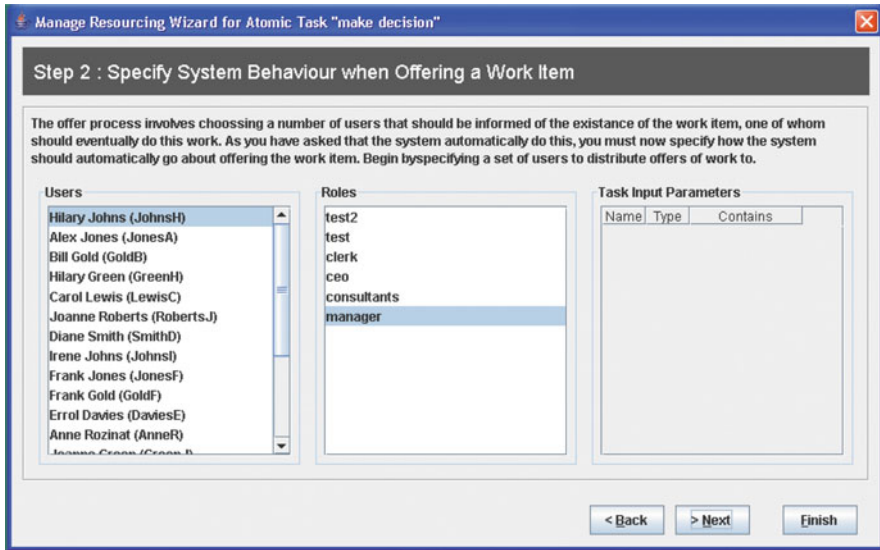 Manage Resourcing Wizard for Atomic Task "make decision"
Step 2 : Specify System Behaviour when Offering a Work Item
The offer process involves choossing a number of users that should be informed of the existance of the work item, one of whom
should eventually do this work. As you have asked that the system automatically do this, you must now specify how the system
should automatically go about offering the work item. Begin byspecifying a set of users to distribute offers of work to.
Users
Hilary Johns (JohnsH)
Alex Jones (JonesA)
Bill Gold (GoldB)
Hilary Green (GreenH)
Carol Lewis (LewisC)
Joanne Roberts (RobertsJ)
Diane Smith (SmithD)
Irene Johns (JohnsI)
Frank Jones (JonesF)
Frank Gold (GoldF)
Errol Davies (DaviesE)
Anne Rozinat (AnneR)
Joanne Green (GreenJ)
Roles
test2
test
clerk
ceo
consultants
manager
Task Input Parameters
Name Type Contains
< Back > Next Finish